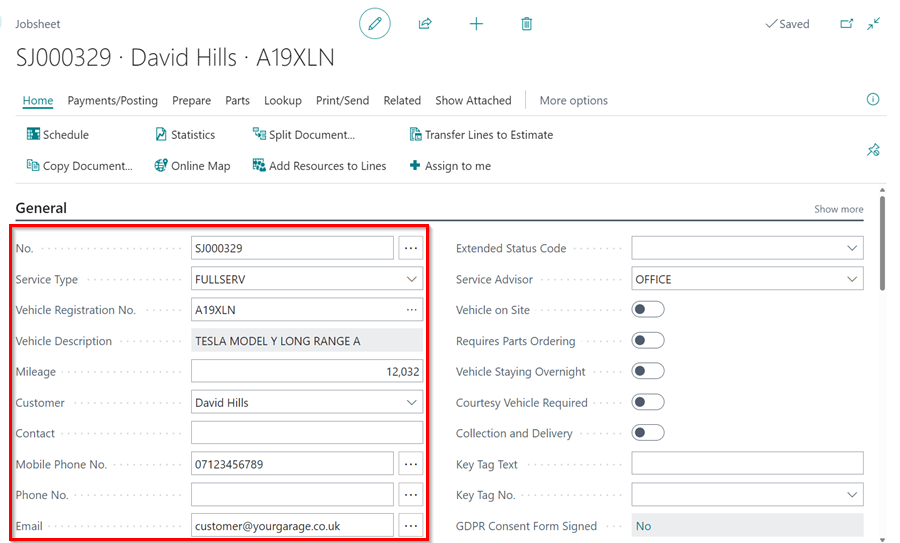 Jobsheet
Saved
SJ000329 · David Hills · A19XLN
Home Payments/Posting Prepare Parts Lookup Print/Send Related Show Attached More options
Schedule Statistics Split Document... Transfer Lines to Estimate
Copy Document... Online Map Add Resources to Lines Assign to me
General Show more
No. SJ000329 ... Extended Status Code
Service Type FULLSERV Service Advisor OFFICE
Vehicle Registration No. A19XLN ... Vehicle on Site
Vehicle Description TESLA MODEL Y LONG RANGE A Requires Parts Ordering
Mileage 12,032 Vehicle Staying Overnight
Customer David Hills Courtesy Vehicle Required
Contact Collection and Delivery
Mobile Phone No. 07123456789 ... Key Tag Text
Phone No. ... Key Tag No.
Email customer@yourgarage.co.uk ... GDPR Consent Form Signed No